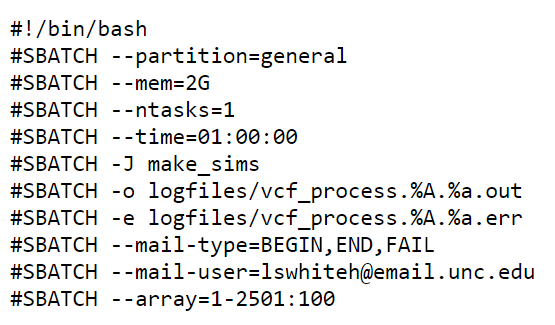 #!/bin/bash
#SBATCH --partition=general
#SBATCH --mem=2G
#SBATCH --ntasks=1
#SBATCH --time=01:00:00
#SBATCH -J make_sims
#SBATCH -o logfiles/vcf_process.%A.%a.out
#SBATCH -e logfiles/vcf_process.%A.%a.err
#SBATCH --mail-type=BEGIN,END,FAIL
#SBATCH --mail-user=lswhiteh@email.unc.edu
#SBATCH --array=1-2501:100